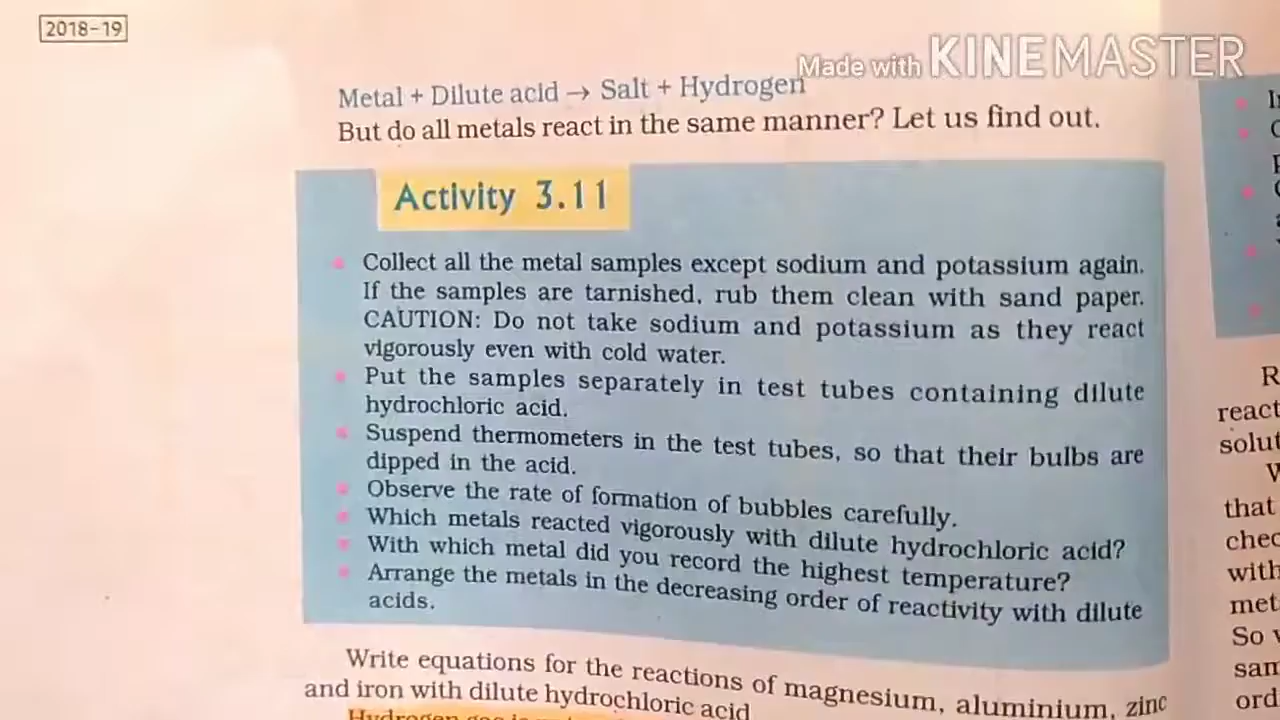 2018-19
Made with KINEMASTER
Metal + Dilute acid → Salt + Hydrogen
But do all metals react in the same manner? Let us find out.
Activity 3.11
Collect all the metal samples except sodium and potassium again.
If the samples are tarnished, rub them clean with sand paper.
CAUTION: Do not take sodium and potassium as they react
vigorously even with cold water.
Put the samples separately in test tubes containing dilute
hydrochloric acid.
Suspend thermometers in the test tubes, so that their bulbs are
dipped in the acid.
Observe the rate of formation of bubbles carefully.
Which metals reacted vigorously with dilute hydrochloric acid?
With which metal did you record the highest temperature?
Arrange the metals in the decreasing order of reactivity with dilute
acids.
Write equations for the reactions of magnesium, aluminium, zinc
and iron with dilute hydrochloric acid
Hydrogen gas is
react
solut
that
chec
with
met
So
sam
ord